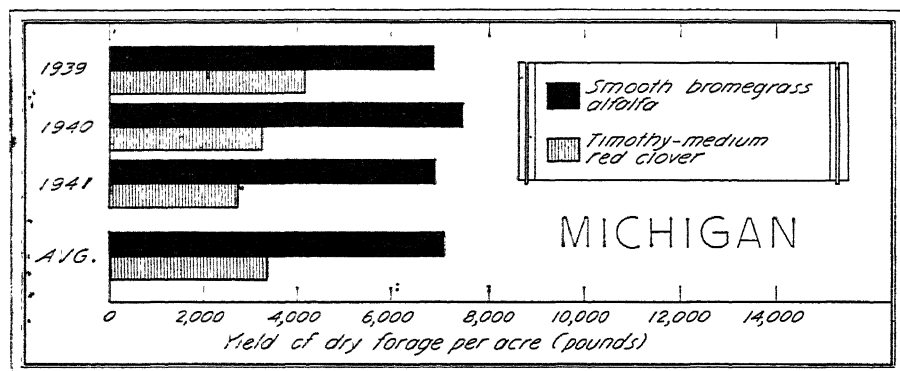 1939
1940
1941
AVG.
Smooth bromegrass
alfalfa
Timothy-medium
red clover
MICHIGAN
0 2,000 4,000 6,000 8,000 10,000 12,000 14,000
Yield of dry forage per acre (pounds)